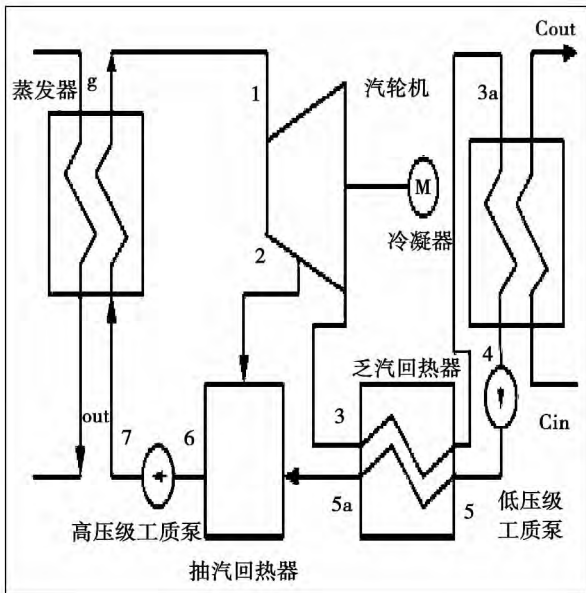 Cout
蒸发器
g
1
汽轮机
3a
M
冷凝器
2
乏汽回热器
4
out
7
6
3
Cin
5a
5
高压级工质泵
低压级
工质泵
抽汽回热器